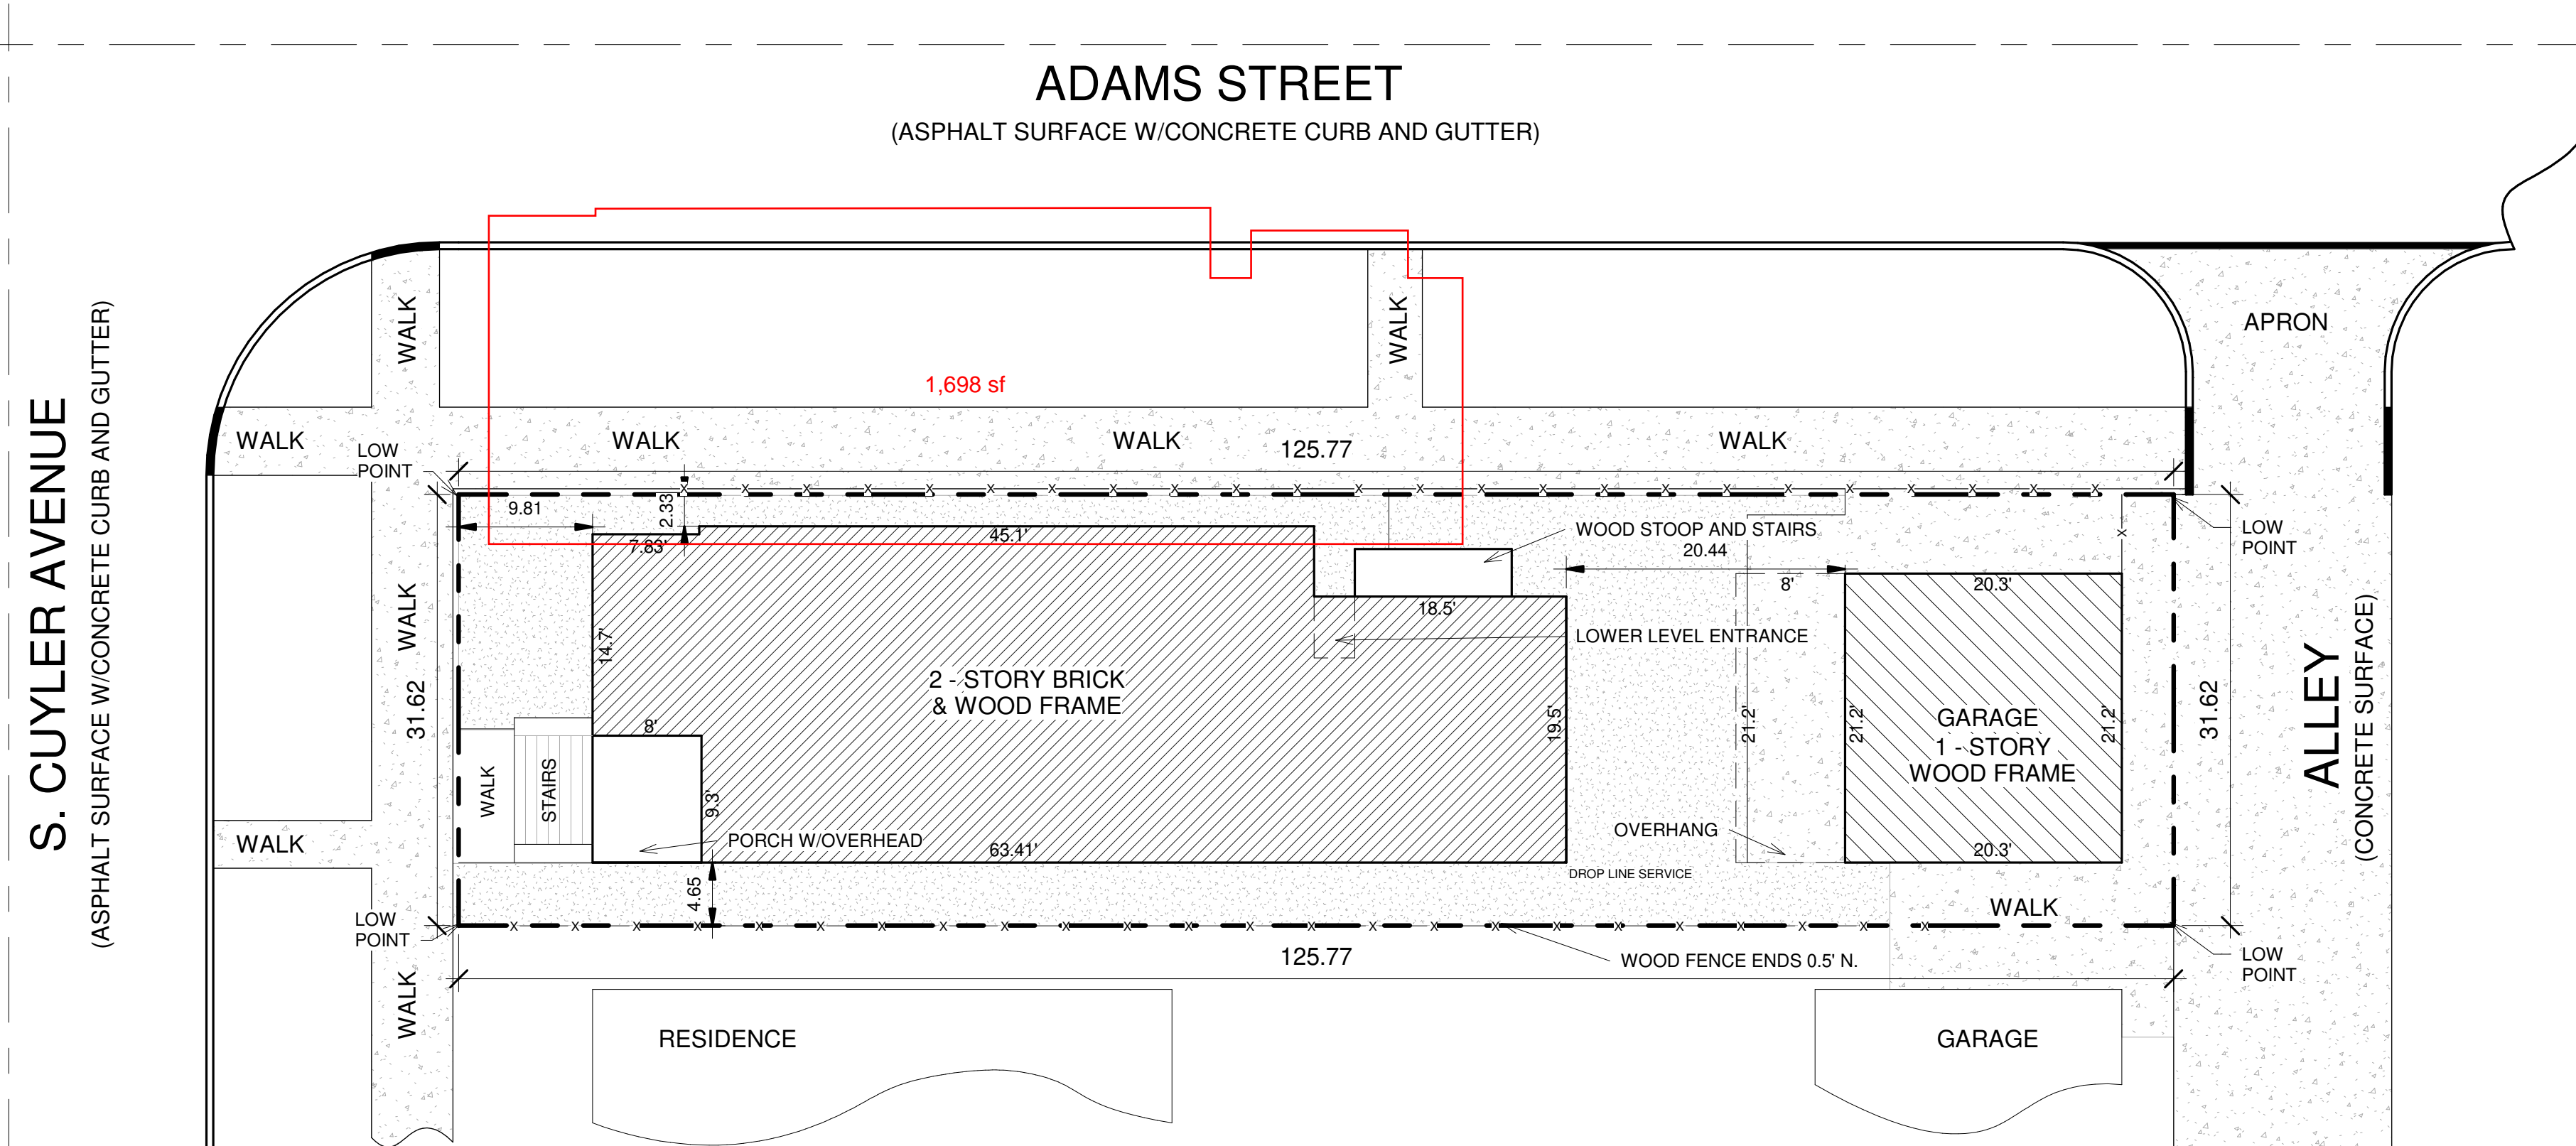 ADAMS STREET
(ASPHALT SURFACE W/CONCRETE CURB AND GUTTER)
S. CUYLER AVENUE
(ASPHALT SURFACE W/CONCRETE CURB AND GUTTER)
WALK
WALK
APRON
1,698 sf
WALK
WALK
WALK
WALK
LOW
POINT
125.77
9.81
2.33
7.83'
45.1'
WOOD STOOP AND STAIRS
20.44
LOW
POINT
8'
20.3'
18.5'
WALK
14.7'
LOWER LEVEL ENTRANCE
31.62
2 - STORY BRICK
& WOOD FRAME
19.5'
21.2'
21.2'
GARAGE
1 - STORY
WOOD FRAME
21.2'
31.62
ALLEY
(CONCRETE SURFACE)
8'
WALK
STAIRS
9.3'
PORCH W/OVERHEAD
63.41'
OVERHANG
20.3'
WALK
DROP LINE SERVICE
4.65
WALK
LOW
POINT
125.77
WOOD FENCE ENDS 0.5' N.
LOW
POINT
WALK
RESIDENCE
GARAGE
X X X X X X X X X X X X X X X X X X X X X X X X
X
X X X X X X X X X X X X X X X X X X X X X X X X